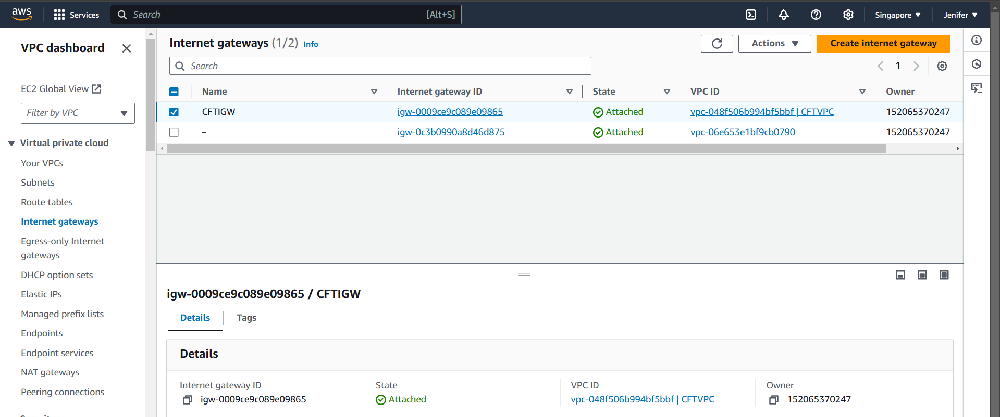 aws
Services
Search
[Alt+S]
Singapore
Jenifer
VPC dashboard
EC2 Global View
Filter by VPC
Virtual private cloud
Your VPCs
Subnets
Route tables
Internet gateways
Egress-only Internet
gateways
DHCP option sets
Elastic IPs
Managed prefix lists
Endpoints
Endpoint services
NAT gateways
Peering connections
Internet gateways (1/2) Info
Actions
Create internet gateway
Search
1
Name Internet gateway ID State VPC ID Owner
CFTIGW igw-0009ce9c089e09865 Attached vpc-048f506b994bf5bbf | CFTVPC 152065370247
– igw-0c3b0990a8d46d875 Attached vpc-06e653e1bf9cb0790 152065370247
igw-0009ce9c089e09865 / CFTIGW
Details Tags
Details
Internet gateway ID
igw-0009ce9c089e09865
State
Attached
VPC ID
vpc-048f506b994bf5bbf | CFTVPC
Owner
152065370247